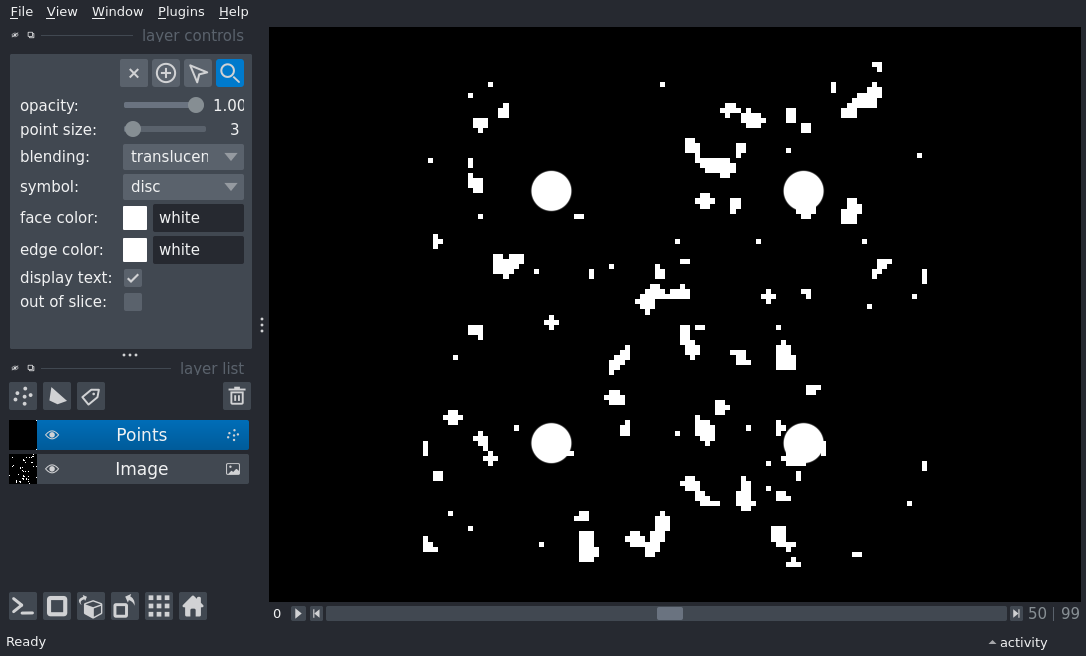 File View Window Plugins Help
layer controls
opacity: 1.00
point size: 3
blending: translucen
symbol: disc
face color: white
edge color: white
display text:
out of slice:
layer list
Points
Image
0 50 | 99
Ready activity